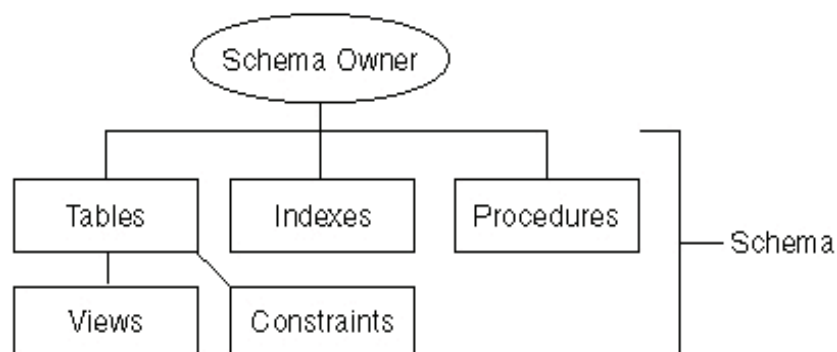 Schema Owner
Tables
Indexes
Procedures
Schema
Views
Constraints